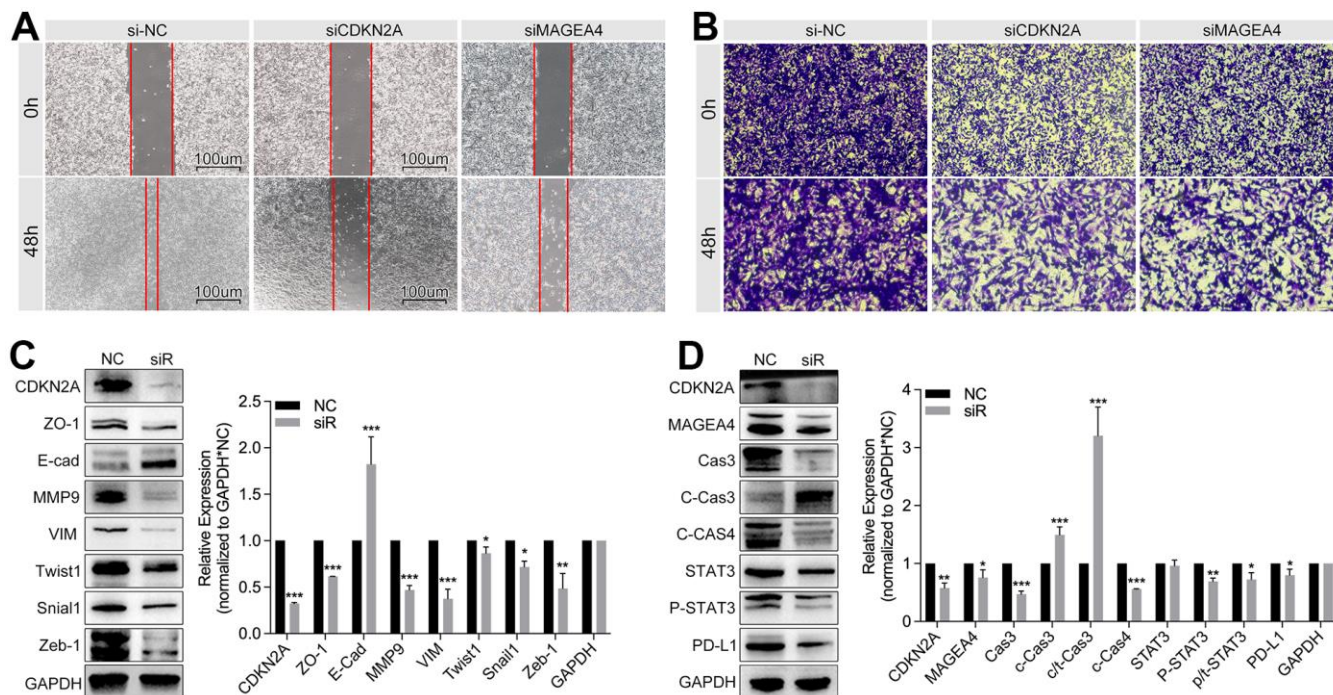 A
si-NC siCDKN2A siMAGEA4
0h
100um 100um 100um
48h
100um 100um
B
si-NC siCDKN2A siMAGEA4
0h
48h
C
NC siR
CDKN2A
ZO-1
E-cad
MMP9
VIM
Twist1
Snial1
Zeb-1
GAPDH
Relative Expression
(normalized to GAPDH*NC)
2.5
2.0
1.5
1.0
0.5
0.0
NC
siR
*** *** *** *** *** * * **
CDKN2A ZO-1 E-Cad MMP9 VIM Twist1 Snail1 Zeb-1 GAPDH
D
NC siR
CDKN2A
MAGEA4
Cas3
C-Cas3
C-CAS4
STAT3
P-STAT3
PD-L1
GAPDH
Relative Expression
(normalized to GAPDH*NC)
4
3
2
1
0
NC
siR
** * *** *** *** *** ** * *
CDKN2A MAGEA4 Cas3 c-Cas3 c/t-Cas3 c-Cas4 STAT3 P-STAT3 p/t-STAT3 PD-L1 GAPDH